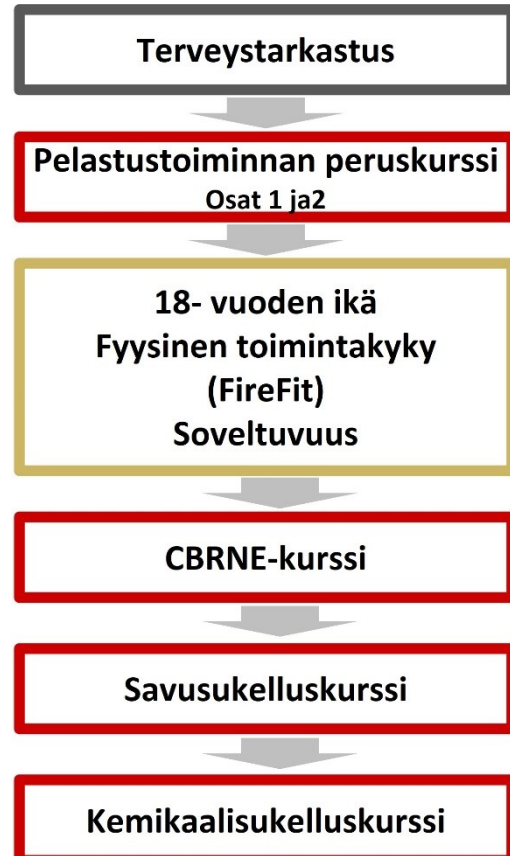 Terveystarkastus
Pelastustoiminnan peruskurssi
Osat 1 ja2
18- vuoden ikä
Fyysinen toimintakyky
(FireFit)
Soveltuvuus
CBRNE-kurssi
Savusukelluskurssi
Kemikaalisukelluskurssi